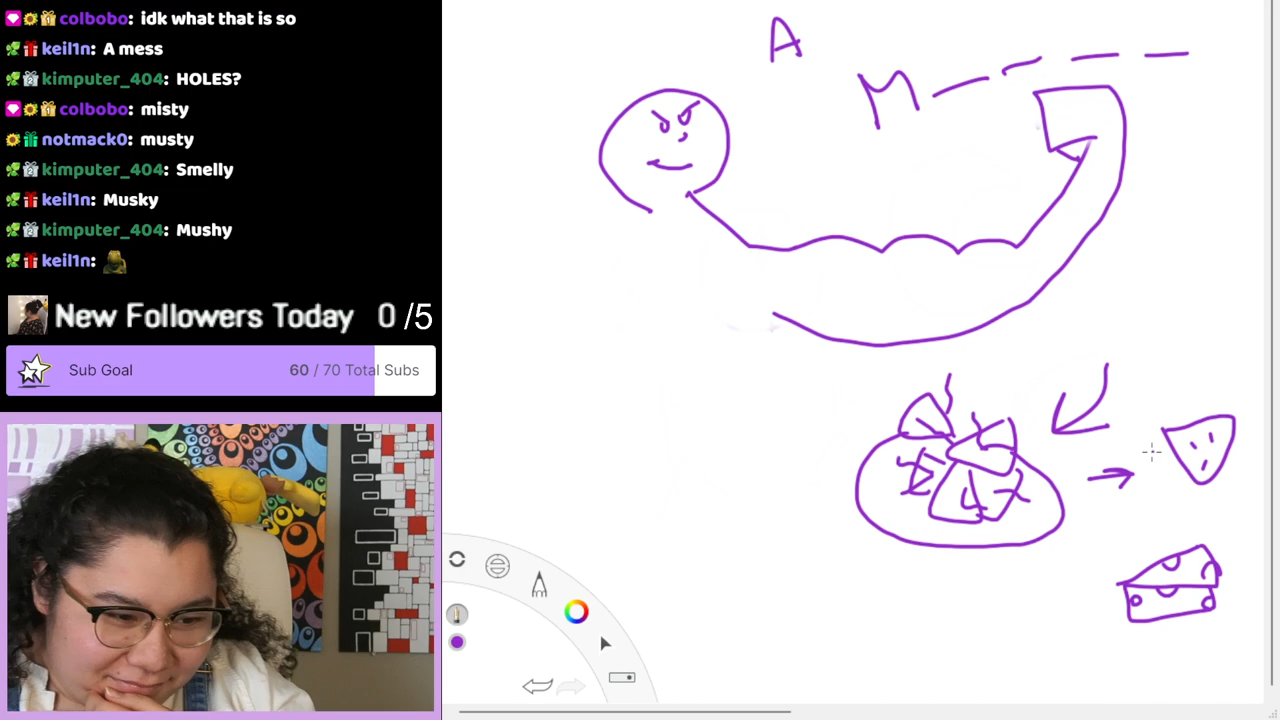 colbobo: idk what that is so
keil1n: A mess
kimputer_404: HOLES?
colbobo: misty
notmack0: musty
kimputer_404: Smelly
keil1n: Musky
kimputer_404: Mushy
keil1n:
New Followers Today 0 /5
Sub Goal 60 / 70 Total Subs
A
M _ _ _ _ _